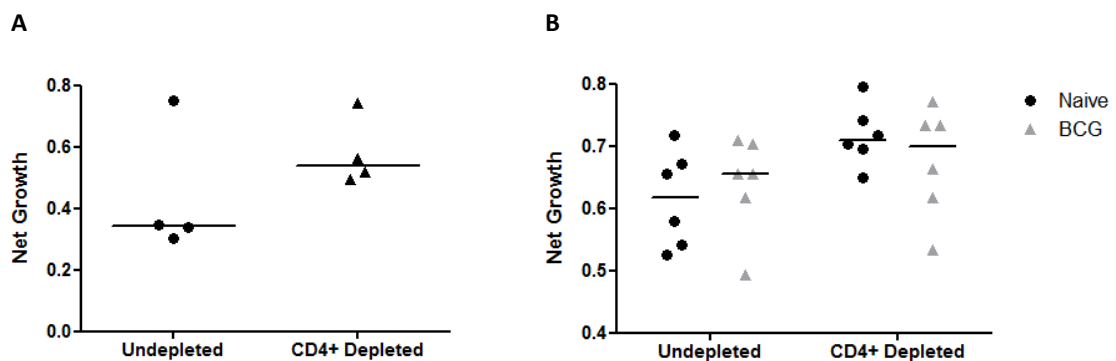 A
Net Growth
0.8
0.6
0.4
0.2
0.0
Undepleted CD4+ Depleted
B
Net Growth
0.8
0.7
0.6
0.5
0.4
Undepleted CD4+ Depleted
Naive
BCG